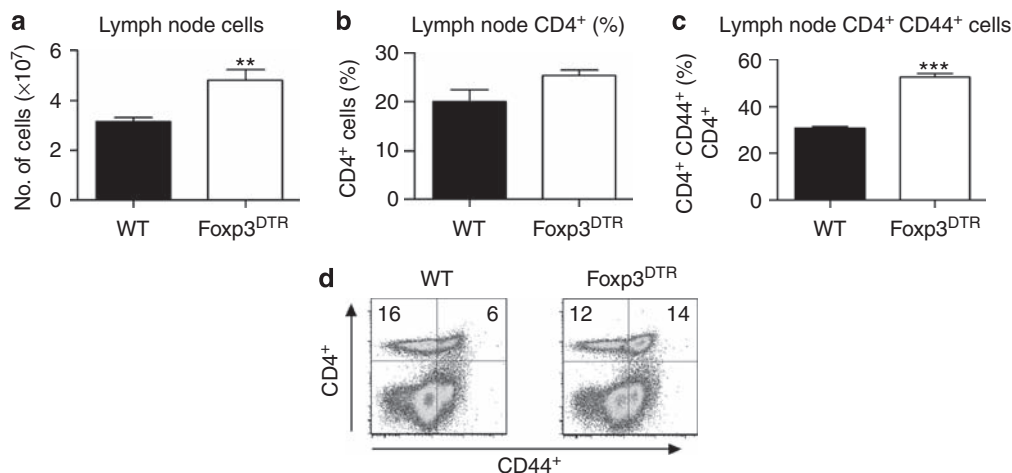 a Lymph node cells
No. of cells (×10⁷)
6
4
2
0
**
WT Foxp3ᴰᵀᴿ
b Lymph node CD4⁺ (%)
CD4⁺ cells (%)
30
20
10
0
WT Foxp3ᴰᵀᴿ
c Lymph node CD4⁺ CD44⁺ cells
CD4⁺ CD44⁺ (%)
CD4⁺
60
40
20
0
***
WT Foxp3ᴰᵀᴿ
d WT Foxp3ᴰᵀᴿ
CD4⁺
16 6
12 14
CD44⁺